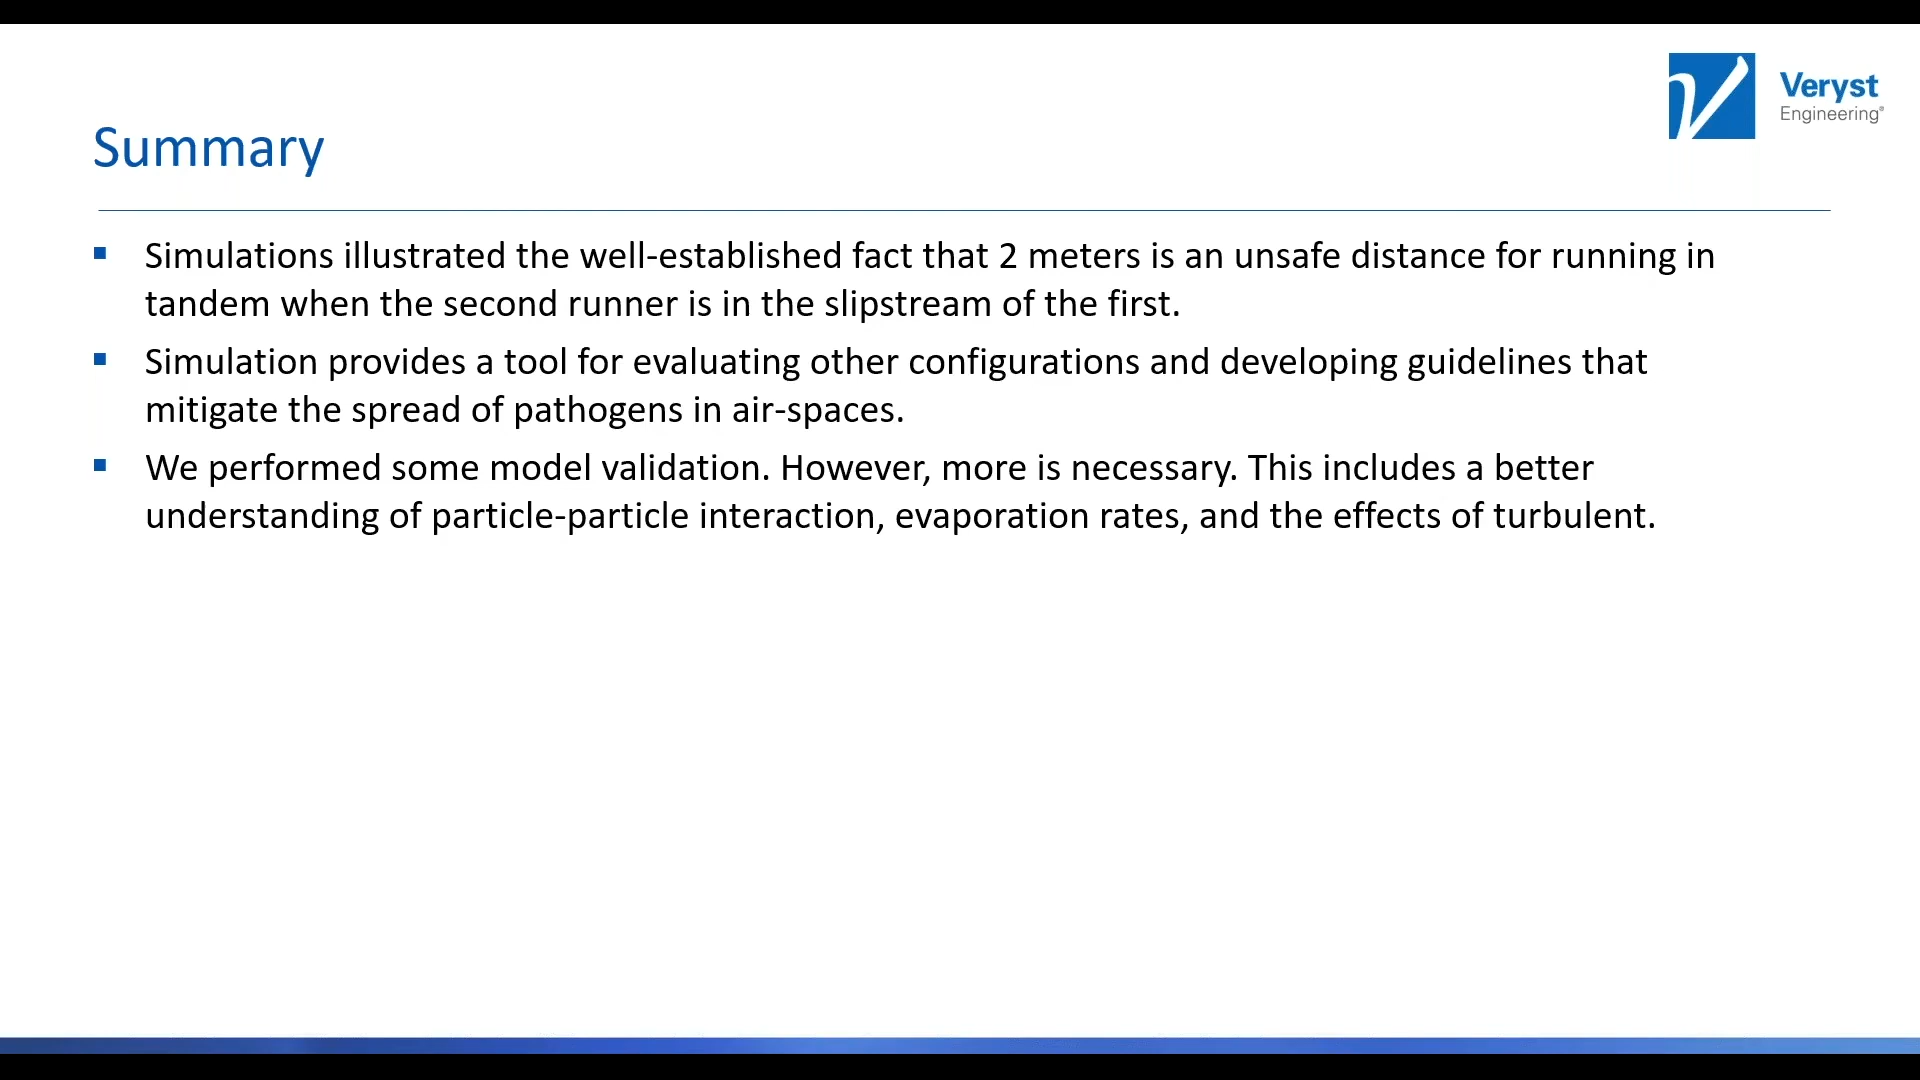 Veryst
Engineering®
Summary
▪ Simulations illustrated the well-established fact that 2 meters is an unsafe distance for running in
tandem when the second runner is in the slipstream of the first.
▪ Simulation provides a tool for evaluating other configurations and developing guidelines that
mitigate the spread of pathogens in air-spaces.
▪ We performed some model validation. However, more is necessary. This includes a better
understanding of particle-particle interaction, evaporation rates, and the effects of turbulent.